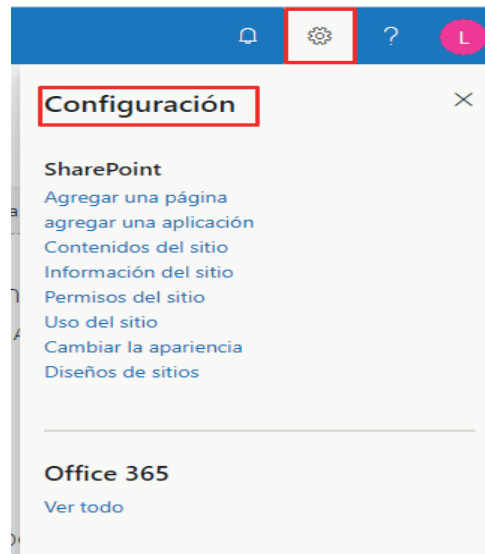 ?
L
Configuración
SharePoint
Agregar una página
agregar una aplicación
Contenidos del sitio
Información del sitio
Permisos del sitio
Uso del sitio
Cambiar la apariencia
Diseños de sitios
Office 365
Ver todo